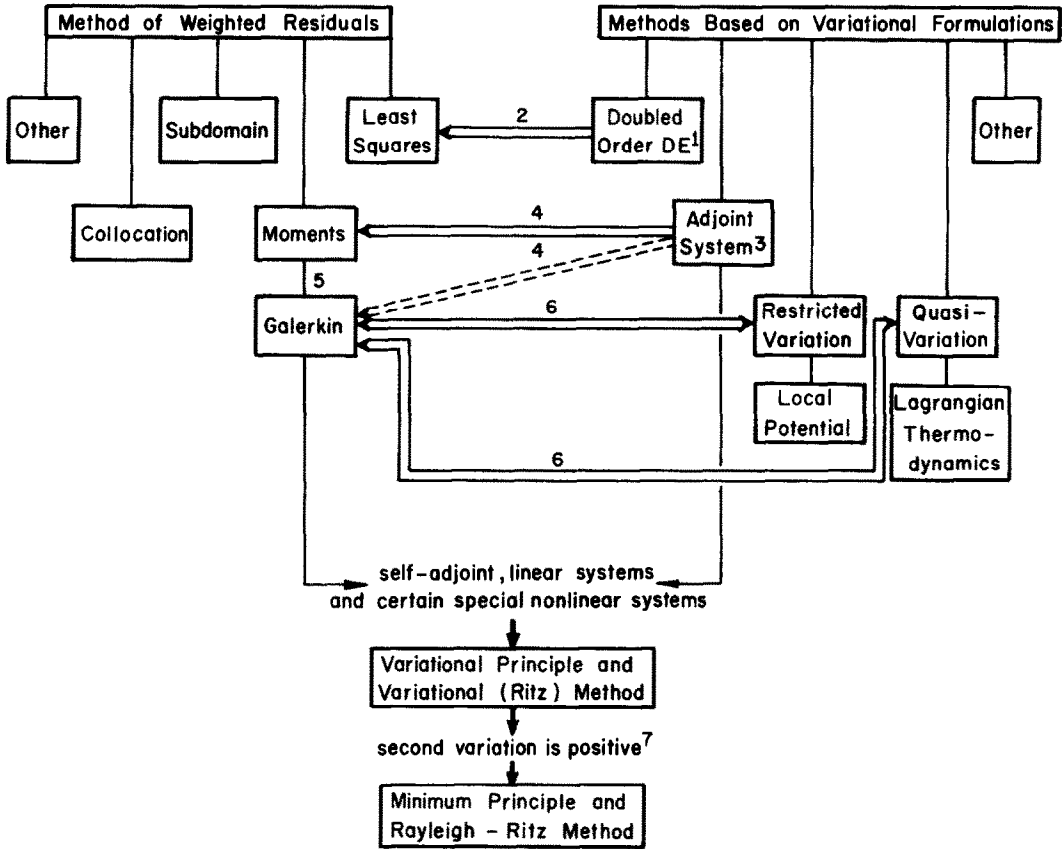 Method of Weighted Residuals
Methods Based on Variational Formulations
Other
Subdomain
Least
Squares
2
Doubled
Order DE1
Other
Collocation
Moments
4
4
Adjoint
System3
5
Galerkin
6
Restricted
Variation
Quasi-
Variation
Local
Potential
Lagrangian
Thermo-
dynamics
6
self-adjoint, linear systems
and certain special nonlinear systems
Variational Principle and
Variational (Ritz) Method
second variation is positive7
Minimum Principle and
Rayleigh - Ritz Method